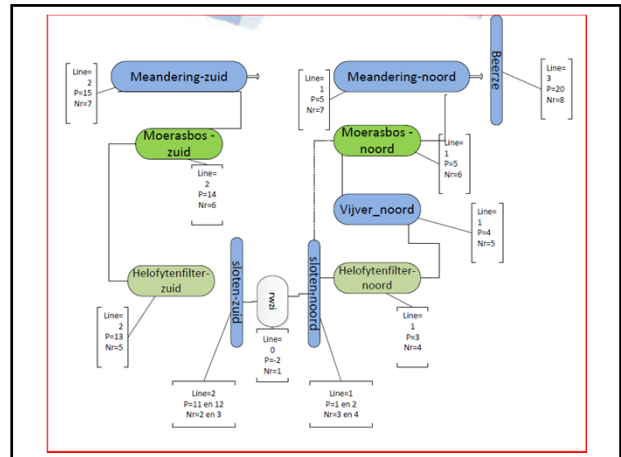 Meandering-zuid
Meandering-noord
Beerze
Line=
2
P=15
Nr=7
Line=
1
P=5
Nr=7
Line=
3
P=20
Nr=8
Moerasbos -
zuid
Moerasbos -
noord
Line=
2
P=14
Nr=6
Line=
1
P=5
Nr=6
Vijver_noord
Line=
1
P=4
Nr=5
Helofytenfilter-
zuid
sloten-zuid
rwzi
sloten-noord
Helofytenfilter-
noord
Line=
2
P=13
Nr=5
Line=
0
P=-2
Nr=1
Line=
1
P=3
Nr=4
Line=2
P=11 en 12
Nr=2 en 3
Line=1
P=1 en 2
Nr=3 en 4